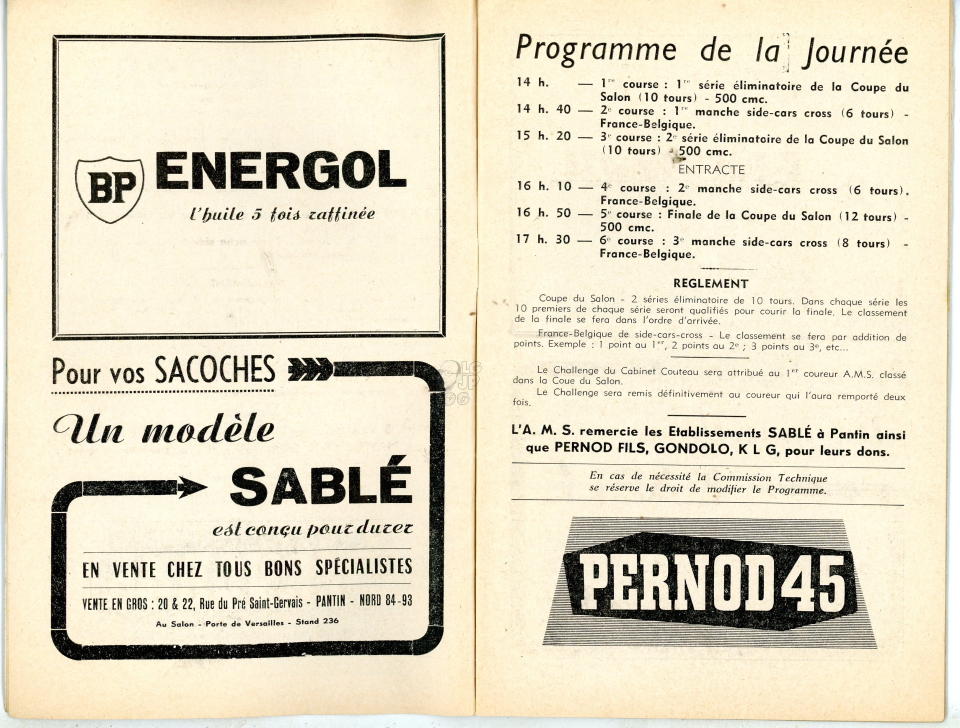 BP
ENERGOL
l'huile 5 fois raffinée
Pour vos SACOCHES
Un modèle
SABLÉ
est conçu pour durer
EN VENTE CHEZ TOUS BONS SPÉCIALISTES
VENTE EN GROS : 20 & 22, Rue du Pré Saint-Gervais - PANTIN - NORD 84-93
Au Salon - Porte de Versailles - Stand 236
Programme de la Journée
14 h. — 1re course : 1re série éliminatoire de la Coupe du
Salon (10 tours) - 500 cmc.
14 h. 40 — 2e course : 1re manche side-cars cross (6 tours) -
France-Belgique.
15 h. 20 — 3e course : 2e série éliminatoire de la Coupe du Salon
(10 tours) - 500 cmc.
ENTRACTE
16 h. 10 — 4e course : 2e manche side-cars cross (6 tours).
France-Belgique.
16 h. 50 — 5e course : Finale de la Coupe du Salon (12 tours) -
500 cmc.
17 h. 30 — 6e course : 3e manche side-cars cross (8 tours) -
France-Belgique.
REGLEMENT
Coupe du Salon - 2 séries éliminatoire de 10 tours. Dans chaque série les
10 premiers de chaque série seront qualifiés pour courir la finale. Le classement
de la finale se fera dans l'ordre d'arrivée.
France-Belgique de side-cars-cross - Le classement se fera par addition de
points. Exemple : 1 point au 1er, 2 points au 2e ; 3 points au 3e, etc...
Le Challenge du Cabinet Couteau sera attribué au 1er coureur A.M.S. classé
dans la Coue du Salon.
Le Challenge sera remis définitivement au coureur qui l'aura remporté deux
fois.
L'A. M. S. remercie les Etablissements SABLÉ à Pantin ainsi
que PERNOD FILS, GONDOLO, K L G, pour leurs dons.
En cas de nécessité la Commission Technique
se réserve le droit de modifier le Programme.
PERNOD 45